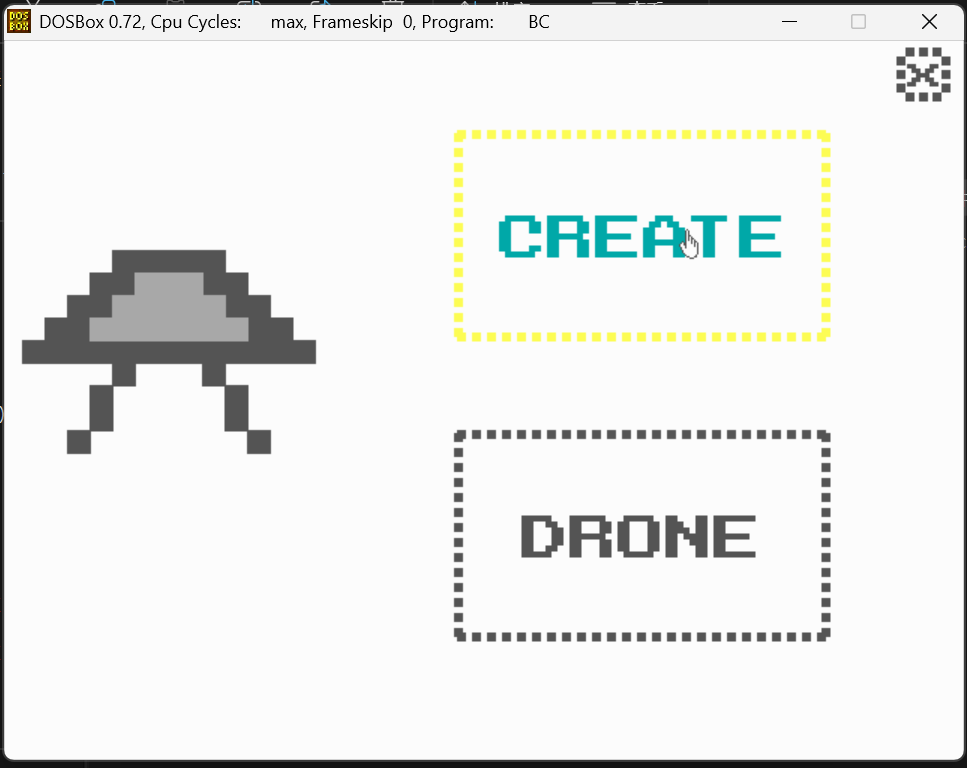 DOSBox 0.72, Cpu Cycles: max, Frameskip 0, Program: BC
CREATE
DRONE